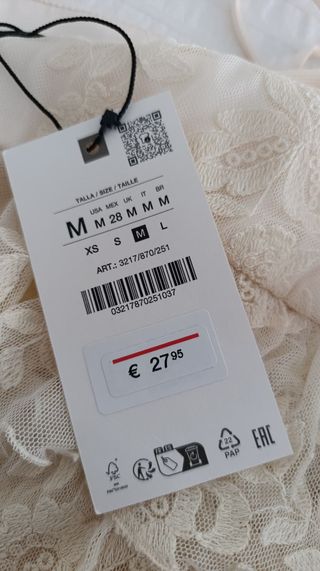 TALLA / SIZE / TAILLE
USA MEX UK IT BR
M M 28 M M M
XS S M L
ART.: 3217/870/251
03217870251037
€ 27 95
FSC
22
PAP
EAC